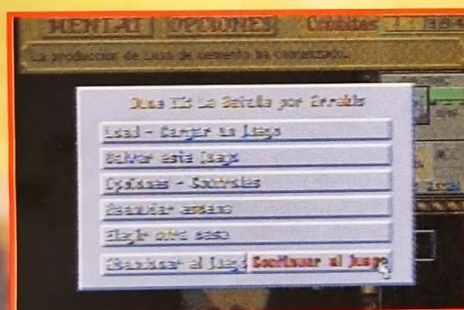 MENTAT OPCIONES Créditos
La producción de Losa de cemento ha comenzado.
Dune II: La Batalla por Arrakis
Load - Cargar un juego
Salvar este juego
Opciones - Controles
Reanudar escena
Elegir otra casa
Abandonar el juego Continuar el juego